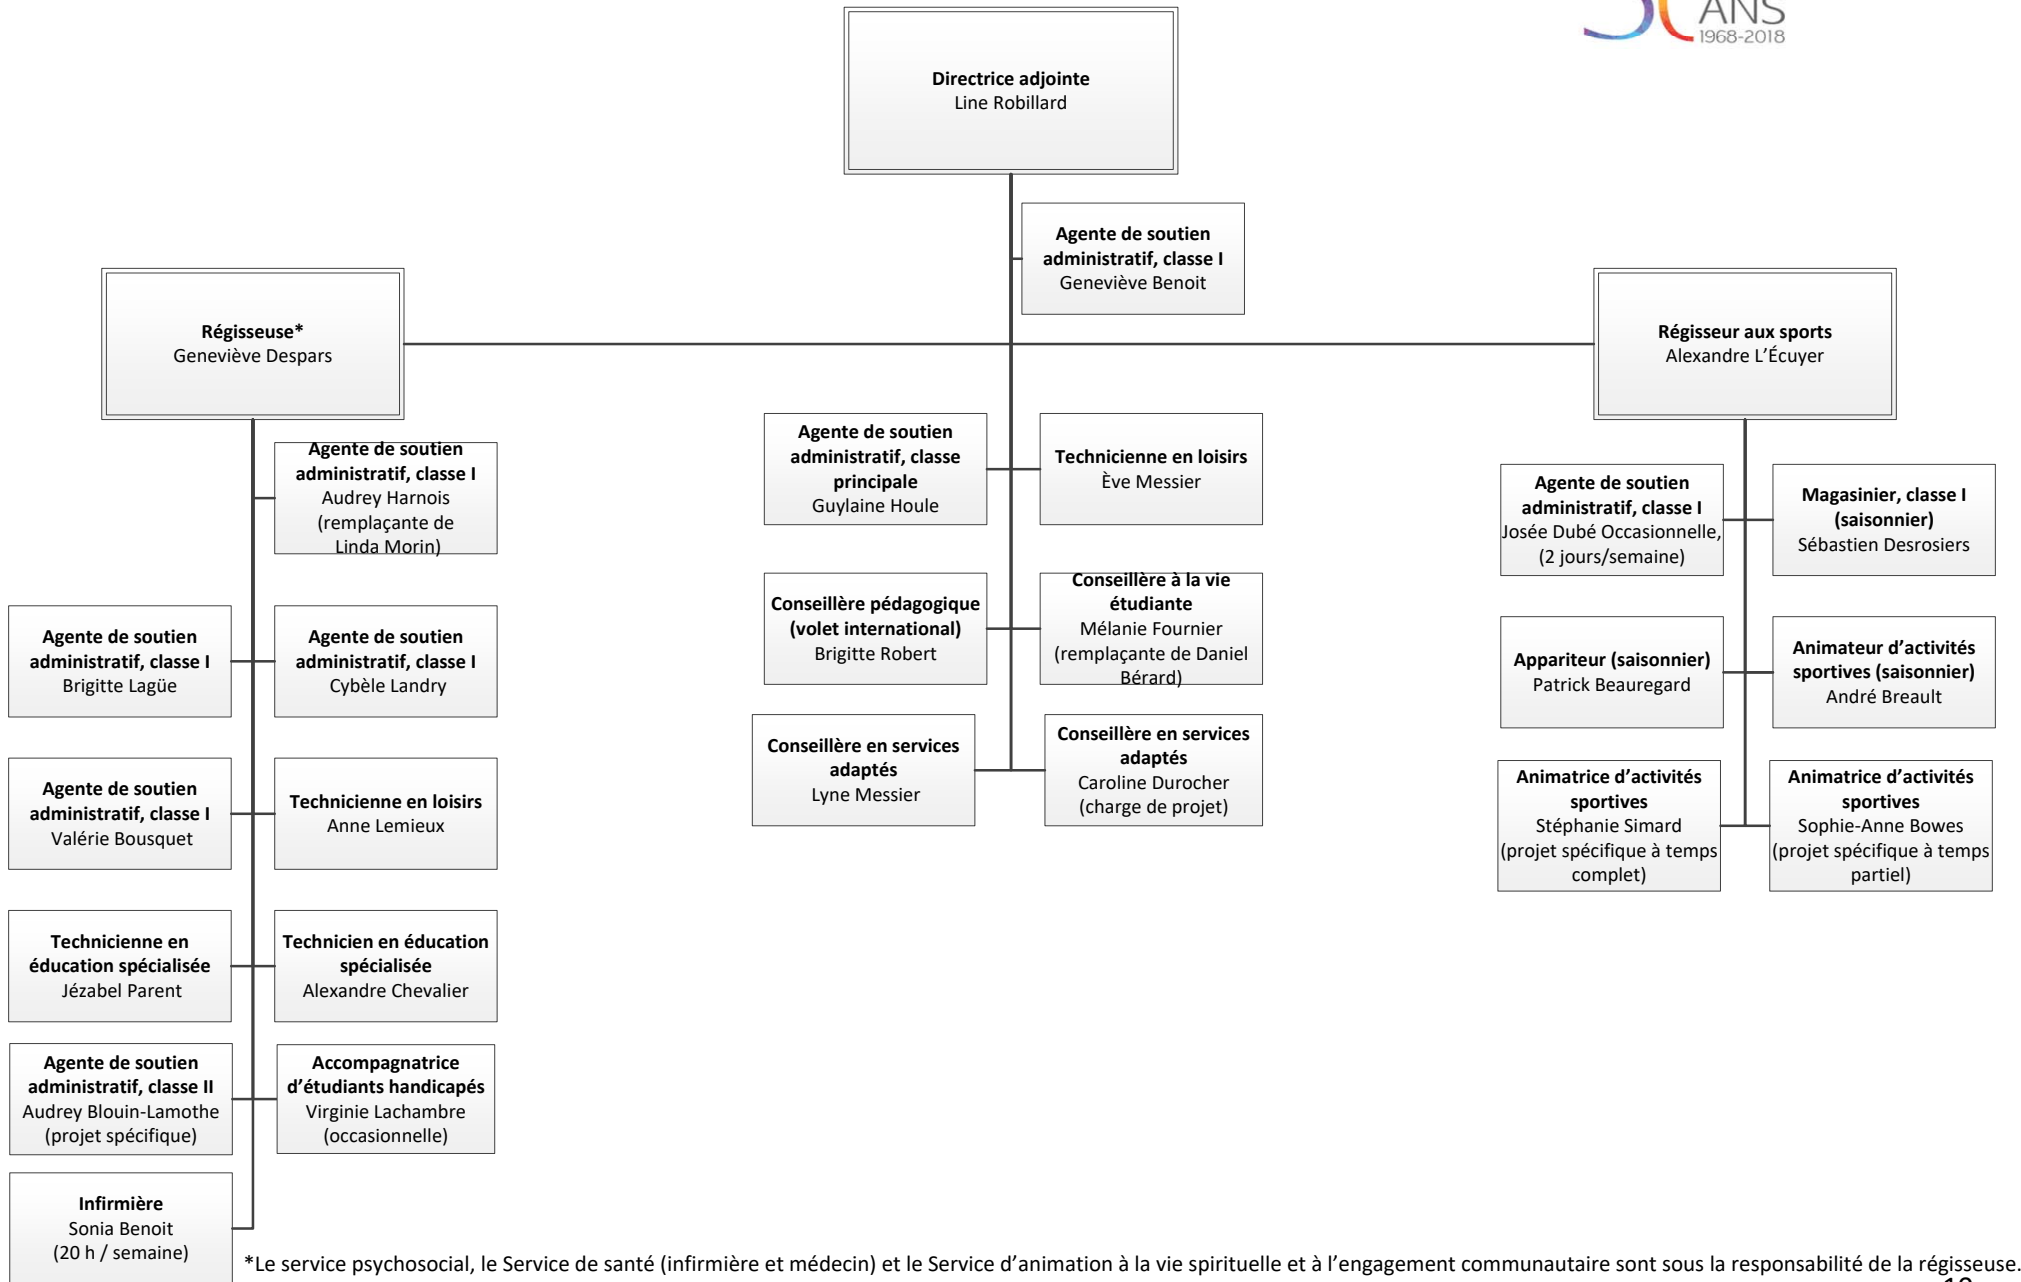 ANS
1968-2018
Directrice adjointe
Line Robillard
Agente de soutien
administratif, classe I
Geneviève Benoit
Régisseuse*
Geneviève Despars
Régisseur aux sports
Alexandre L’Écuyer
Agente de soutien
administratif, classe I
Audrey Harnois
(remplaçante de
Linda Morin)
Agente de soutien
administratif, classe I
Brigitte Lagüe
Agente de soutien
administratif, classe I
Cybèle Landry
Agente de soutien
administratif, classe I
Valérie Bousquet
Technicienne en loisirs
Anne Lemieux
Technicienne en
éducation spécialisée
Jézabel Parent
Technicien en éducation
spécialisée
Alexandre Chevalier
Agente de soutien
administratif, classe II
Audrey Blouin-Lamothe
(projet spécifique)
Accompagnatrice
d’étudiants handicapés
Virginie Lachambre
(occasionnelle)
Infirmière
Sonia Benoit
(20 h / semaine)
Agente de soutien
administratif, classe
principale
Guylaine Houle
Technicienne en loisirs
Ève Messier
Conseillère pédagogique
(volet international)
Brigitte Robert
Conseillère à la vie
étudiante
Mélanie Fournier
(remplaçante de Daniel
Bérard)
Conseillère en services
adaptés
Lyne Messier
Conseillère en services
adaptés
Caroline Durocher
(charge de projet)
Agente de soutien
administratif, classe I
Josée Dubé Occasionnelle,
(2 jours/semaine)
Magasinier, classe I
(saisonnier)
Sébastien Desrosiers
Appariteur (saisonnier)
Patrick Beauregard
Animateur d’activités
sportives (saisonnier)
André Breault
Animatrice d’activités
sportives
Stéphanie Simard
(projet spécifique à temps
complet)
Animatrice d’activités
sportives
Sophie-Anne Bowes
(projet spécifique à temps
partiel)
*Le service psychosocial, le Service de santé (infirmière et médecin) et le Service d’animation à la vie spirituelle et à l’engagement communautaire sont sous la responsabilité de la régisseuse.